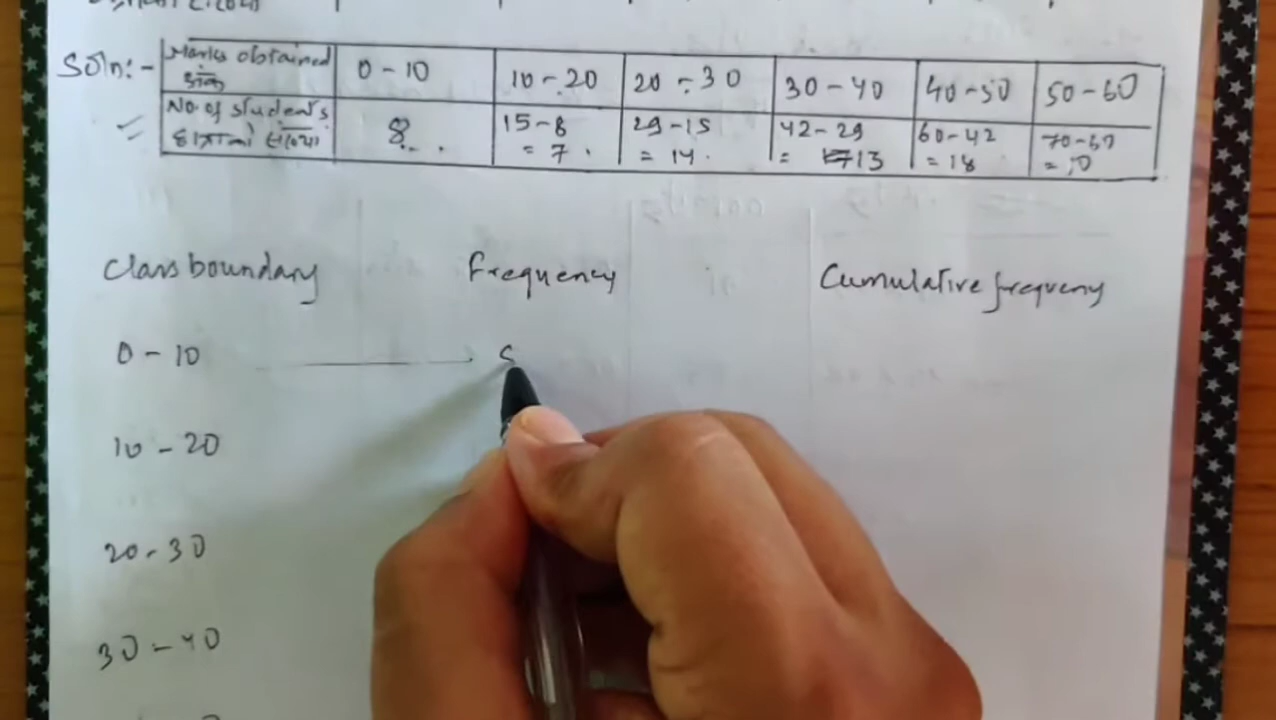 Soln:- Marks obtained 0-10 10-20 20-30 30-40 40-50 50-60
No. of students 8 15-8 29-15 42-29 60-42 70-60
= 7 = 14 = 13 = 18 = 10
Class boundary Frequency Cumulative frequency
0-10
10-20
20-30
30-40